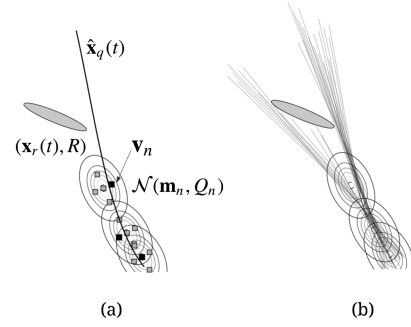 x̂_q(t)
(x_r(t), R)
v_n
𝒩(m_n, Q_n)
(a)
(b)